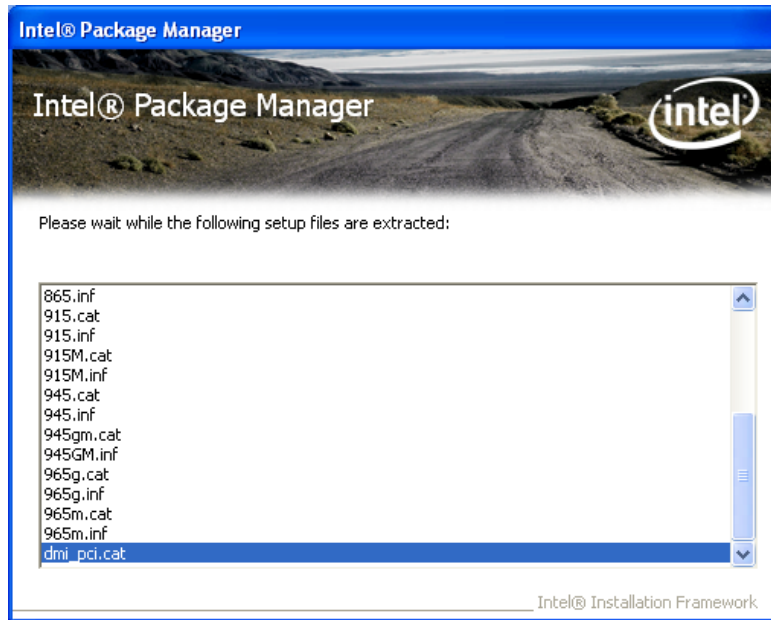 Intel® Package Manager
Intel® Package Manager
intel
Please wait while the following setup files are extracted:
865.inf
915.cat
915.inf
915M.cat
915M.inf
945.cat
945.inf
945gm.cat
945GM.inf
965g.cat
965g.inf
965m.cat
965m.inf
dmi_pci.cat
Intel® Installation Framework